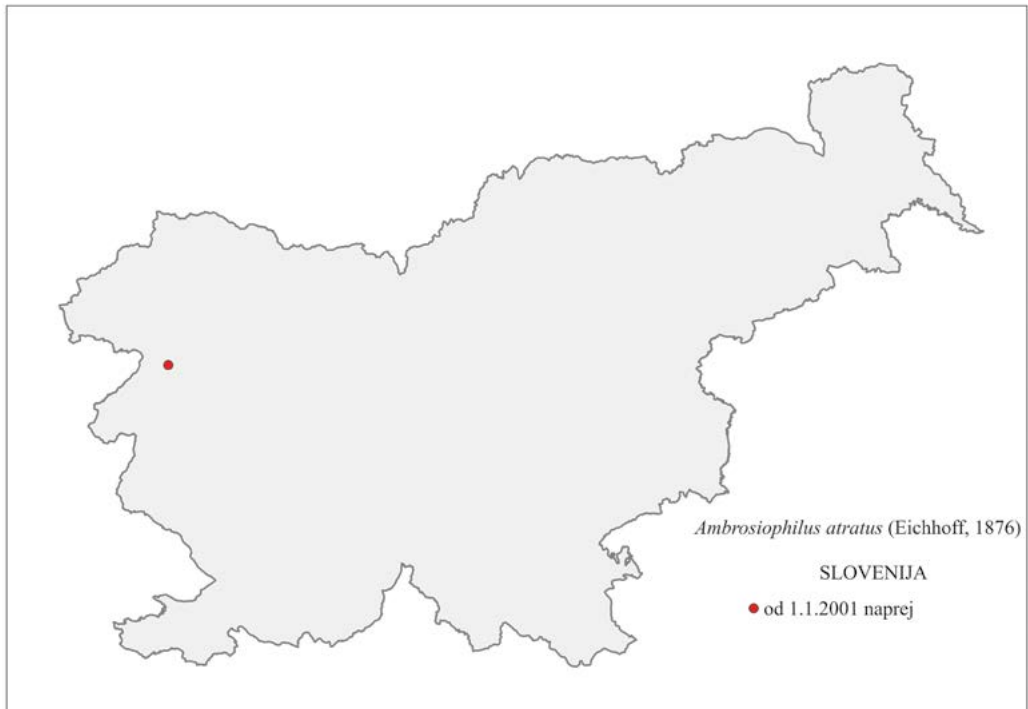 Ambrosiophilus atratus (Eichhoff, 1876)
SLOVENIJA
od 1.1.2001 naprej